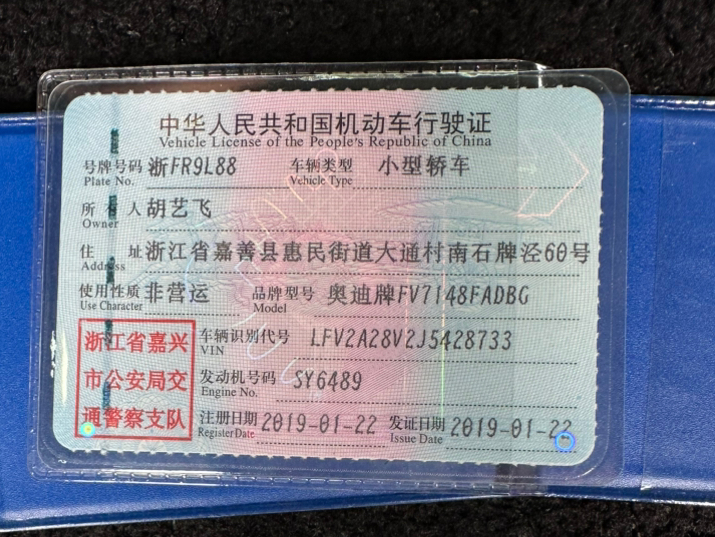 中华人民共和国机动车行驶证
Vehicle License of the People's Republic of China
号牌号码 浙FR9L88 车辆类型 小型轿车
Plate No. Vehicle Type
所有人 胡艺飞
Owner
住址 浙江省嘉善县惠民街道大通村南石牌泾60号
Address
使用性质 非营运 品牌型号 奥迪牌FV7148FADBG
Use Character Model
浙江省嘉兴 车辆识别代号 LFV2A28V2J5428733
VIN
市公安局交 发动机号码 SY6489
Engine No.
通警察支队 注册日期 2019-01-22 发证日期 2019-01-22
Register Date Issue Date